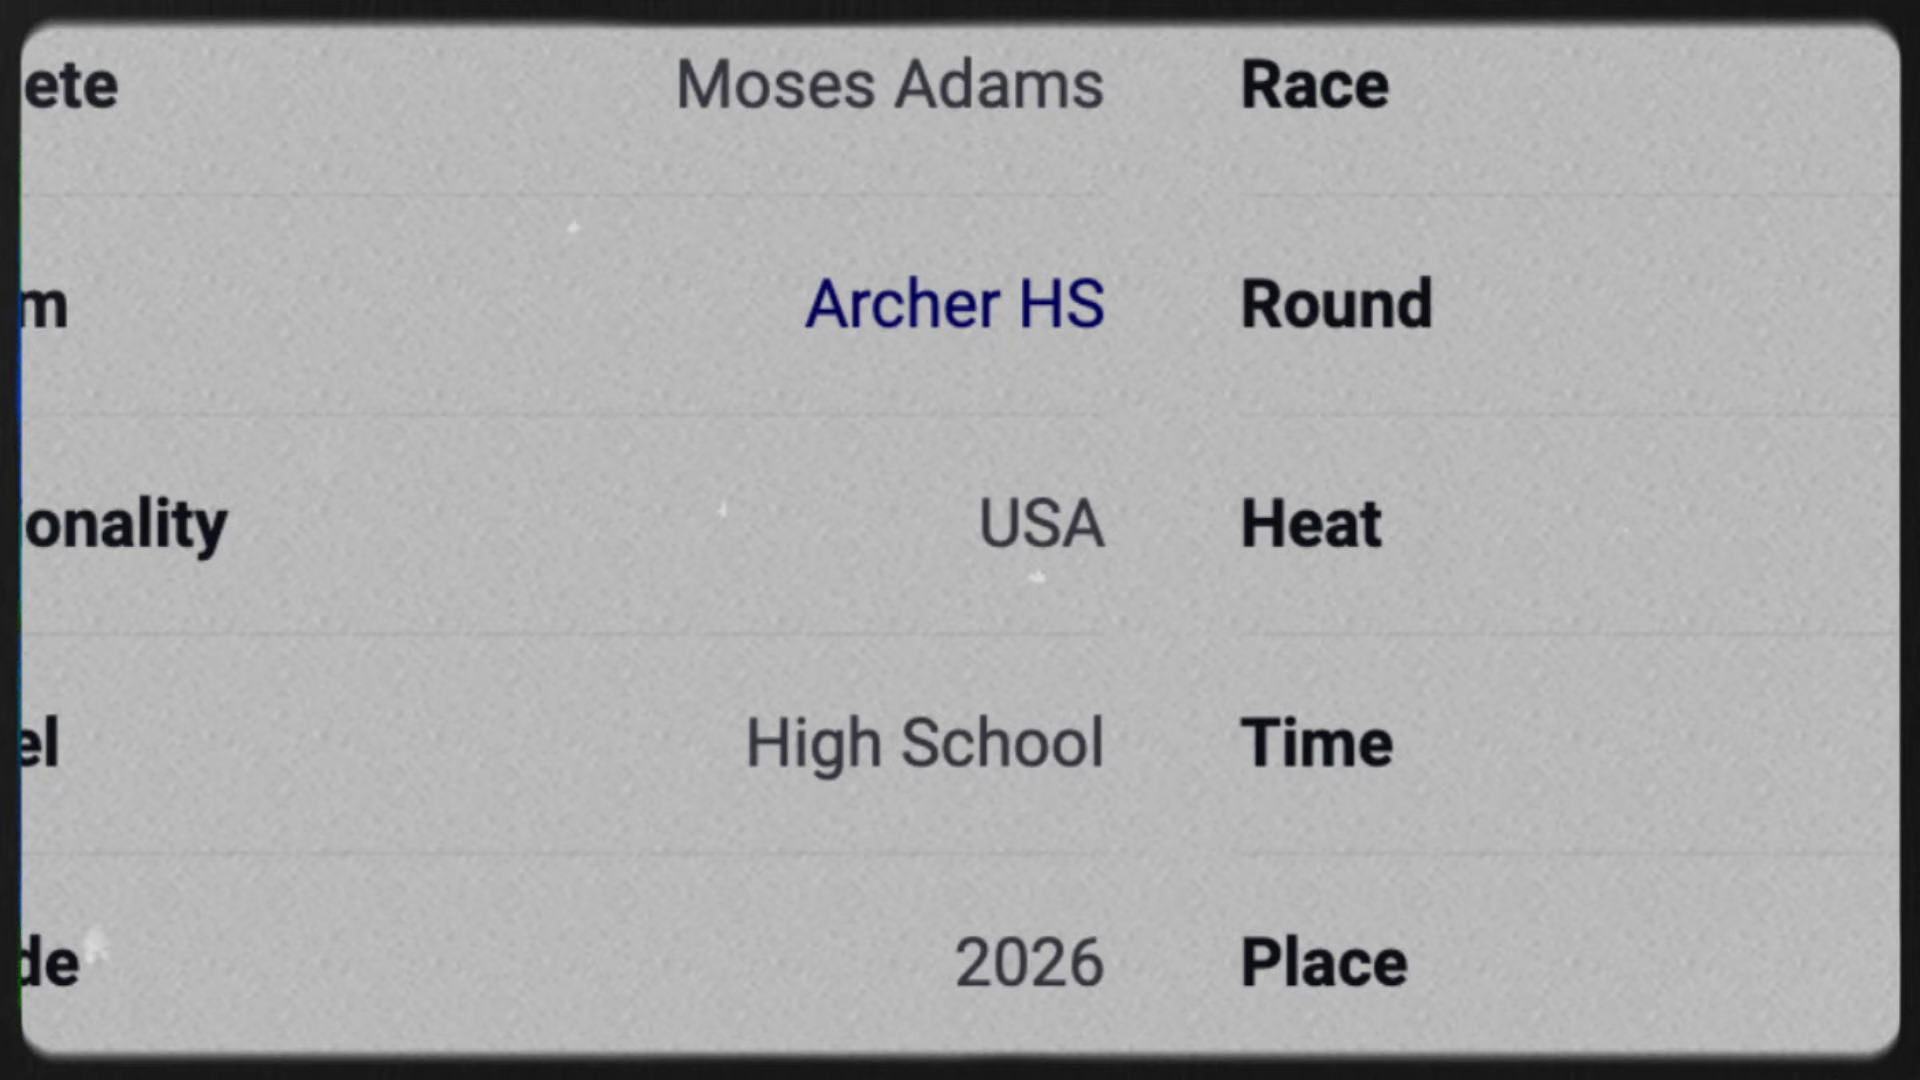 ete Moses Adams Race
m Archer HS Round
onality USA Heat
el High School Time
de 2026 Place